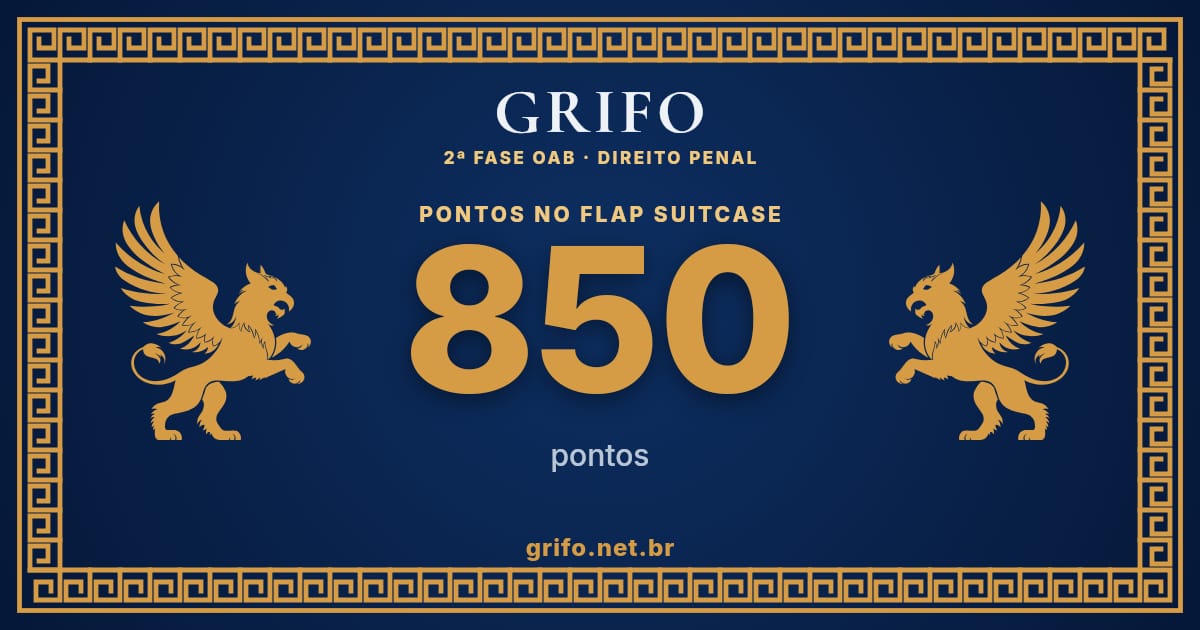 GRIFO
2ª FASE OAB · DIREITO PENAL
PONTOS NO FLAP SUITCASE
850
pontos
grifo.net.br